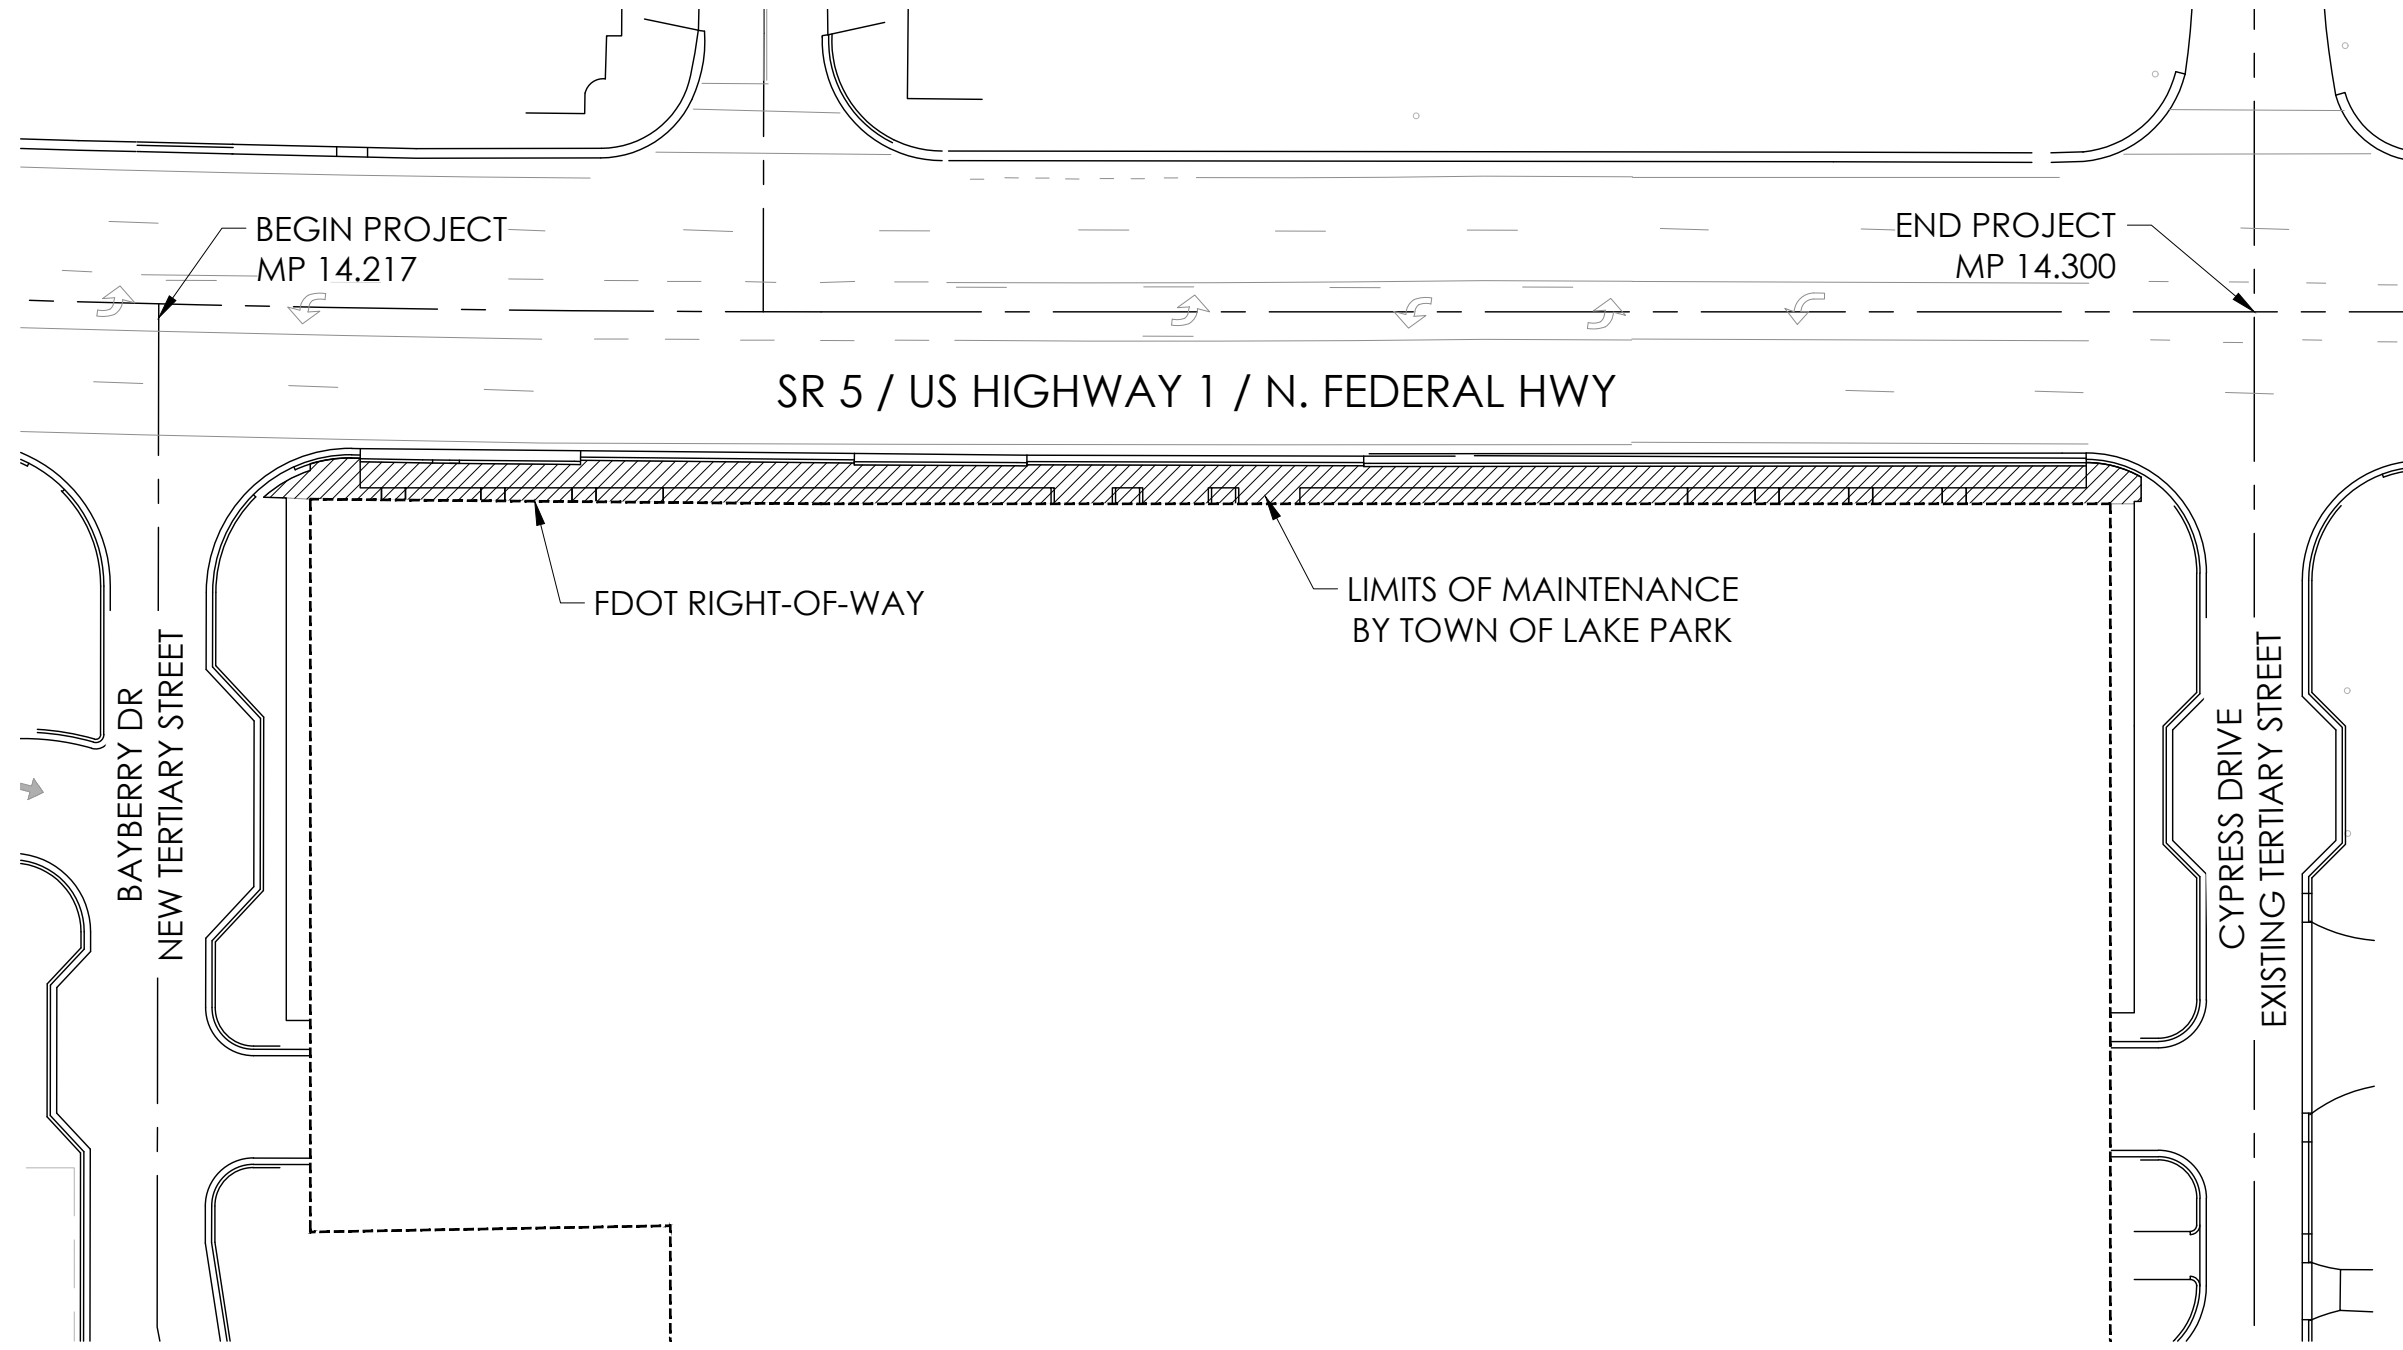 BEGIN PROJECT
MP 14.217
END PROJECT
MP 14.300
SR 5 / US HIGHWAY 1 / N. FEDERAL HWY
FDOT RIGHT-OF-WAY
LIMITS OF MAINTENANCE
BY TOWN OF LAKE PARK
BAYBERRY DR
NEW TERTIARY STREET
CYPRESS DRIVE
EXISTING TERTIARY STREET